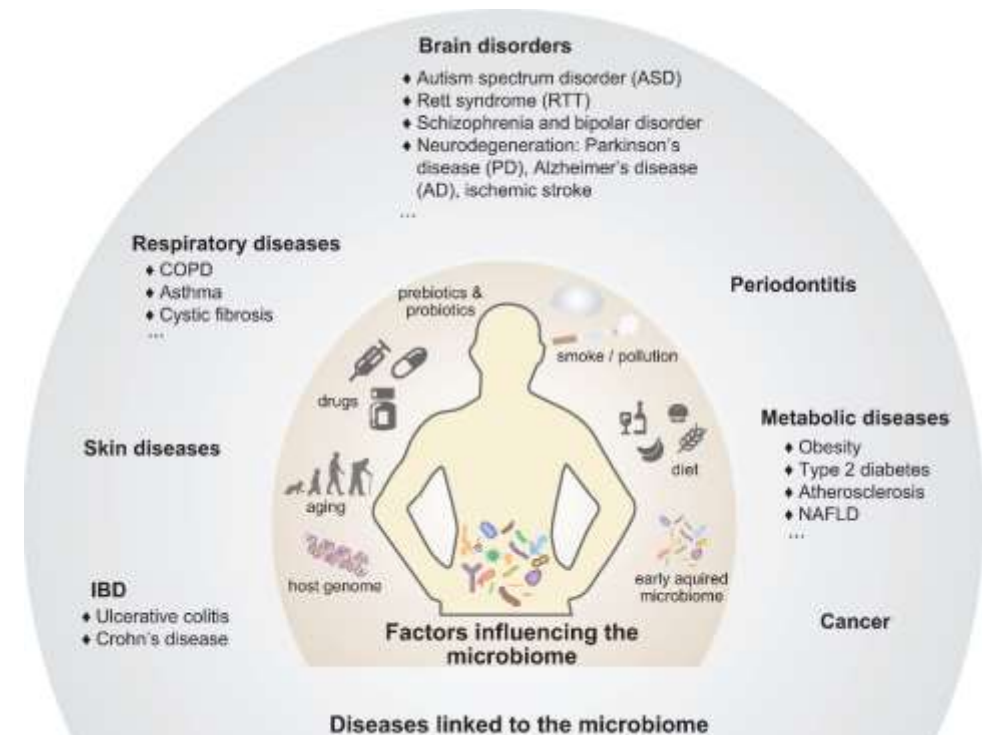 Brain disorders
♦ Autism spectrum disorder (ASD)
♦ Rett syndrome (RTT)
♦ Schizophrenia and bipolar disorder
♦ Neurodegeneration: Parkinson's
disease (PD), Alzheimer's disease
(AD), ischemic stroke
...
Respiratory diseases
♦ COPD
♦ Asthma
♦ Cystic fibrosis
...
Periodontitis
prebiotics &
probiotics
smoke / pollution
drugs
diet
Skin diseases
Metabolic diseases
♦ Obesity
♦ Type 2 diabetes
♦ Atherosclerosis
♦ NAFLD
...
aging
host genome
early aquired
microbiome
IBD
♦ Ulcerative colitis
♦ Crohn´s disease
Cancer
Factors influencing the
microbiome
Diseases linked to the microbiome